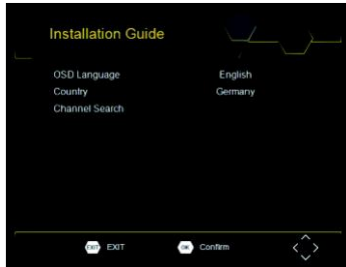 Installation Guide
OSD Language English
Country Germany
Channel Search
EXIT EXIT OK Confirm